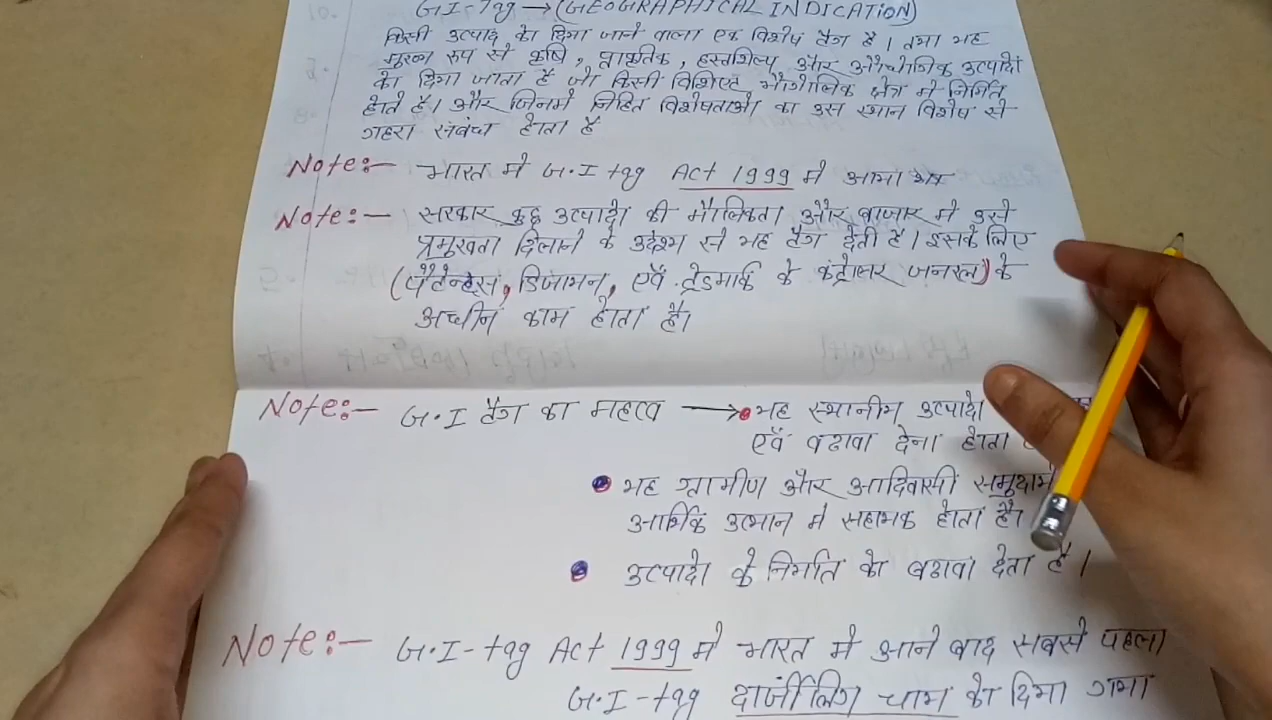 GI-Tag → (GEOGRAPHICAL INDICATION)
किसी उत्पाद को दिया जाने वाला एक विशेष टैग है। तथा यह
मुख्य रुप से कृषि, प्राकृतिक, हस्तशिल्प और औद्योगिक उत्पादों
को दिया जाता है जो किसी विशिष्ट भौगोलिक क्षेत्र में निर्मित
होते है। और जिनमें निहित विशेषताओं का उस स्थान विशेष से
गहरा संबंध होता है
Note:— भारत में G.I tag Act 1999 में आया
Note:— सरकार कुछ उत्पादों की मौलिकता और बाजार में उसे
प्रमुखता दिलाने के उद्देश्य से यह टैग देती है। इसके लिए
(पेटेन्ट्स, डिजायन, एवं ट्रेडमार्क के कंट्रोलर जनरल) के
अधीन काम होता है।
Note:— G.I टैग का महत्व → यह स्थानीय उत्पादों
एवं बढावा देना होता
यह ग्रामीण और आदिवासी
आर्थिक उत्थान में सहायक होता है।
उत्पादों के निर्यात को बढावा देता है।
Note:— G.I-tag Act 1999 में भारत में आने बाद सबसे पहला
G.I-tag दार्जीलिंग चाय को दिया गया